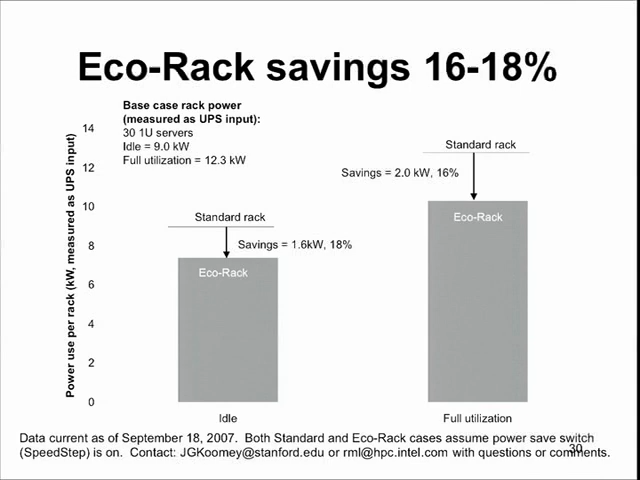 Eco-Rack savings 16-18%
Base case rack power
(measured as UPS input):
30 1U servers
Idle = 9.0 kW
Full utilization = 12.3 kW
Power use per rack (kW, measured as UPS input)
14
12
10
8
6
4
2
0
Standard rack
Savings = 1.6kW, 18%
Eco-Rack
Idle
Standard rack
Savings = 2.0 kW, 16%
Eco-Rack
Full utilization
Data current as of September 18, 2007. Both Standard and Eco-Rack cases assume power save switch
(SpeedStep) is on. Contact: JGKoomey@stanford.edu or rml@hpc.intel.com with questions or comments.
30